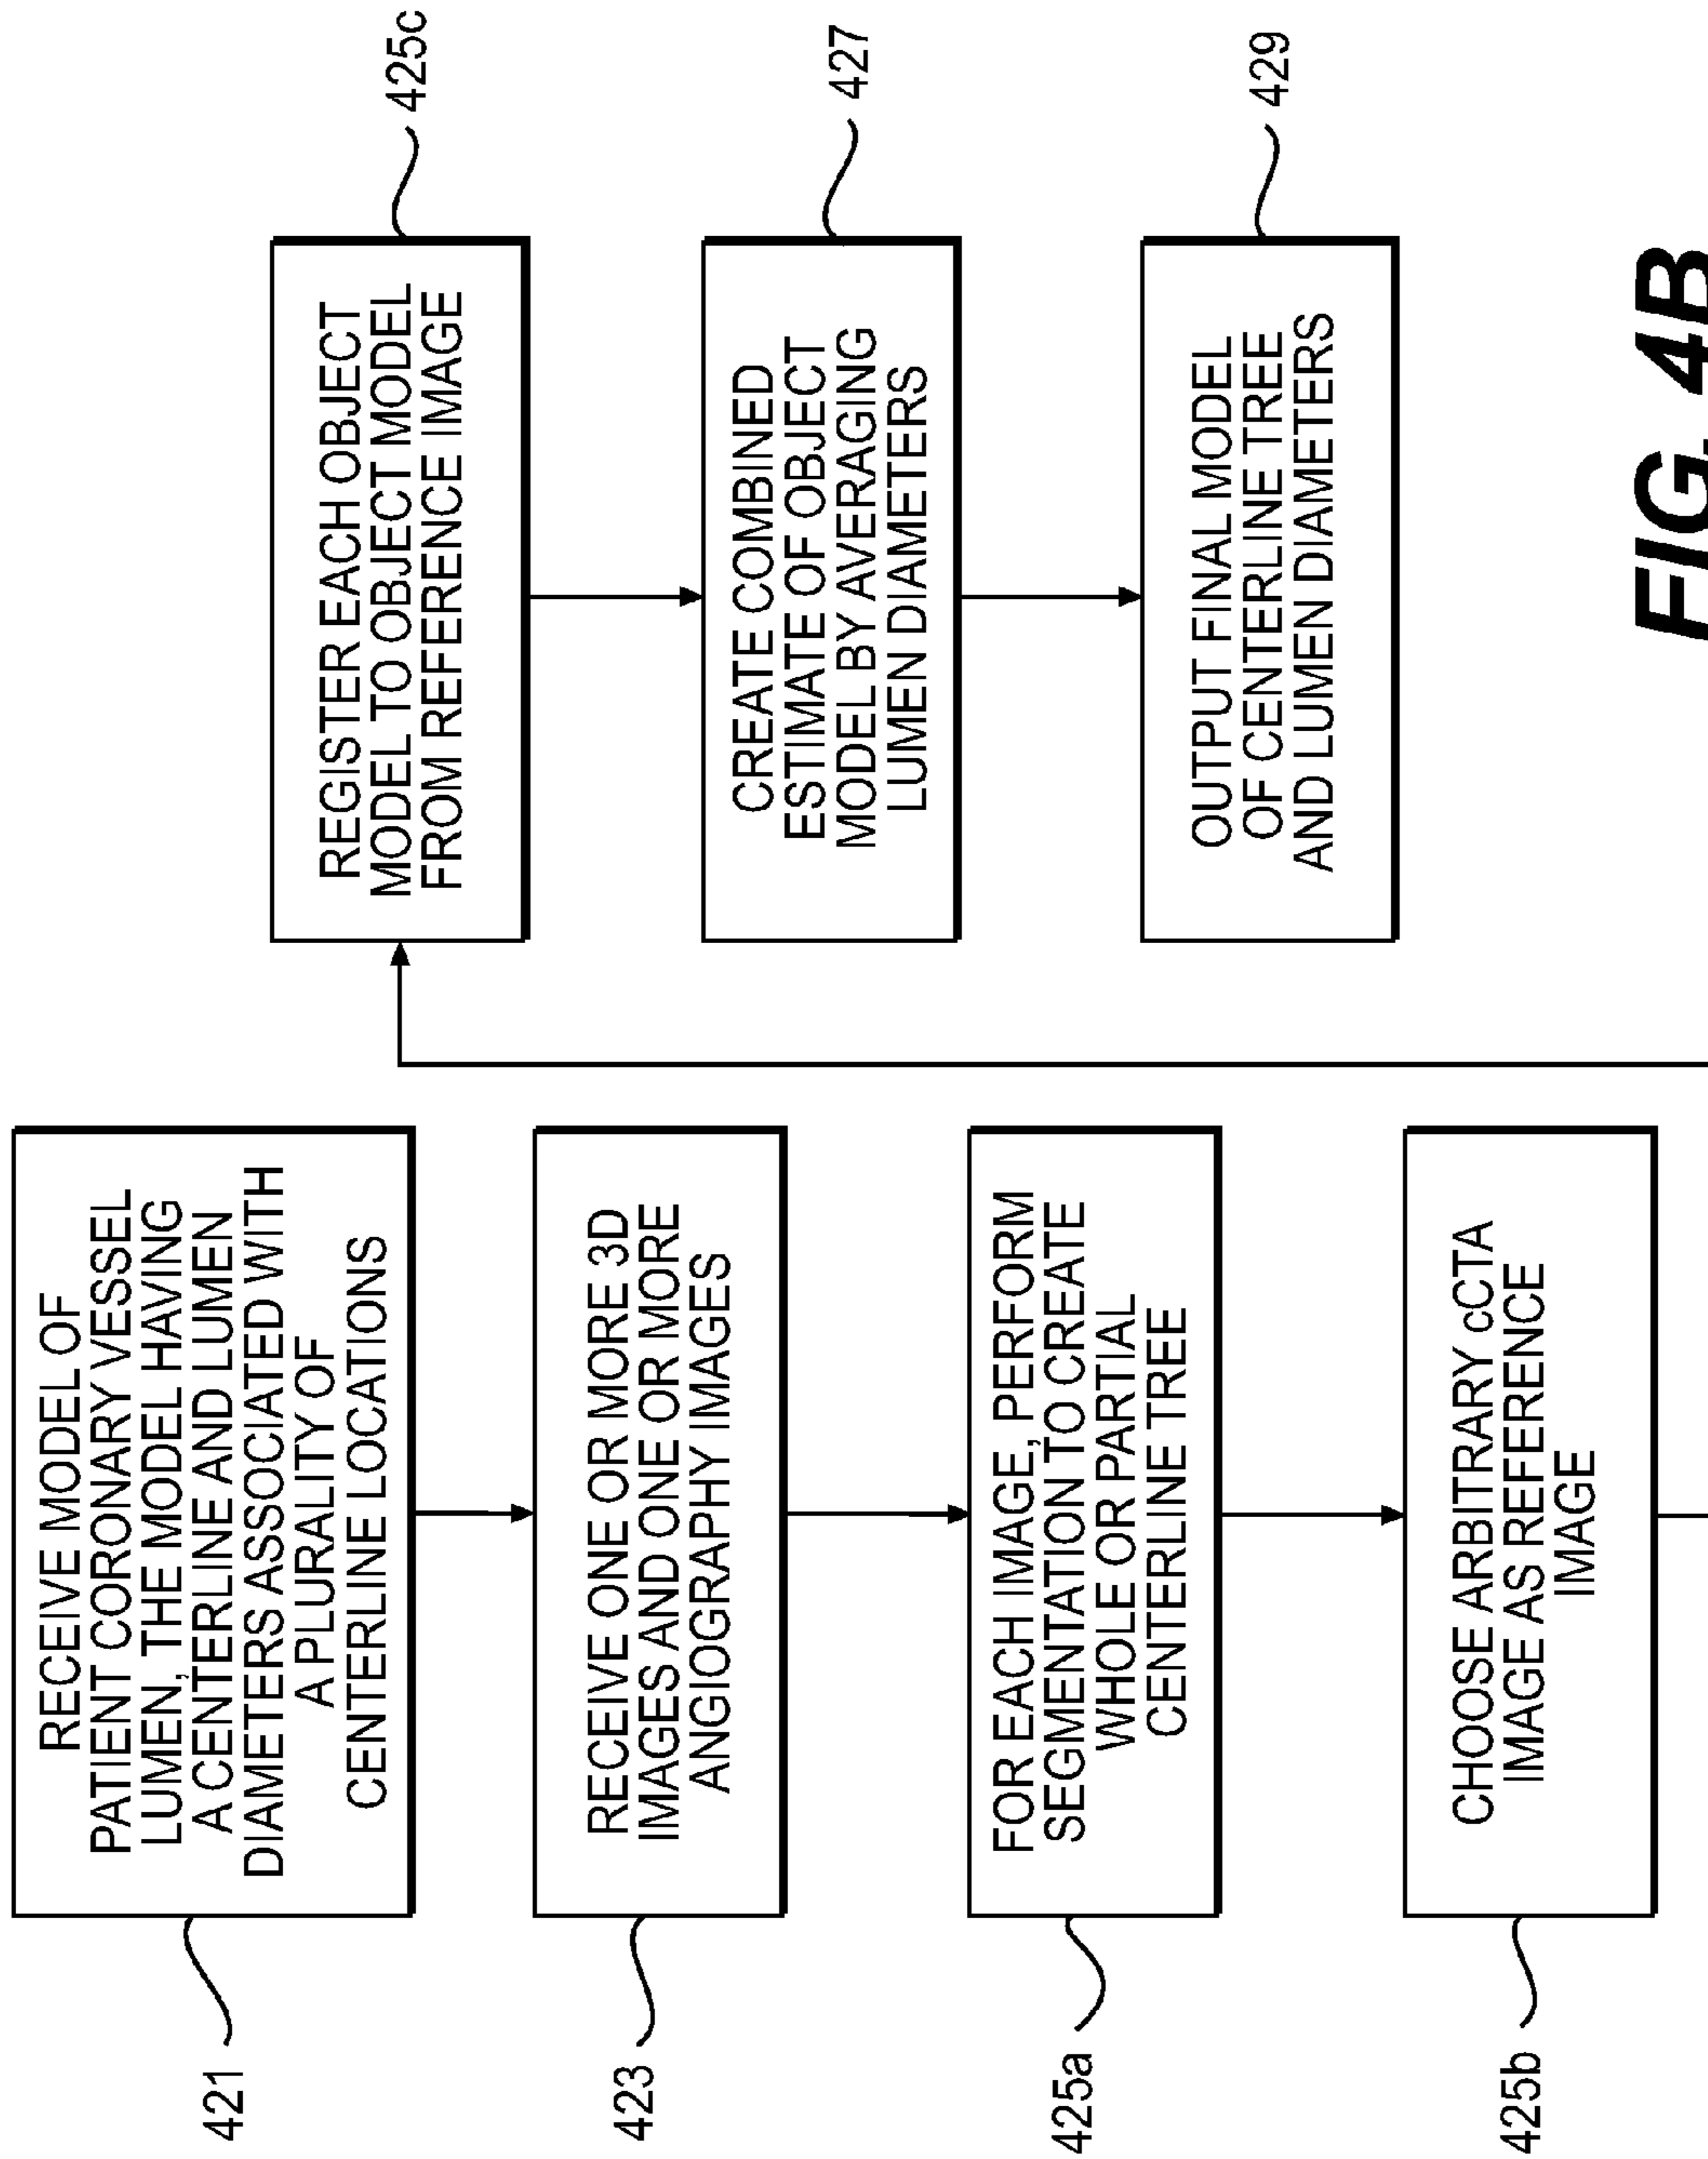 421
RECEIVE MODEL OF
PATIENT CORONARY VESSEL
LUMEN, THE MODEL HAVING
A CENTERLINE AND LUMEN
DIAMETERS ASSOCIATED WITH
A PLURALITY OF
CENTERLINE LOCATIONS
423
RECEIVE ONE OR MORE 3D
IMAGES AND ONE OR MORE
ANGIOGRAPHY IMAGES
425a
FOR EACH IMAGE, PERFORM
SEGMENTATION TO CREATE
WHOLE OR PARTIAL
CENTERLINE TREE
425b
CHOOSE ARBITRARY cCTA
IMAGE AS REFERENCE
IMAGE
REGISTER EACH OBJECT
MODEL TO OBJECT MODEL
FROM REFERENCE IMAGE
425c
CREATE COMBINED
ESTIMATE OF OBJECT
MODEL BY AVERAGING
LUMEN DIAMETERS
427
OUTPUT FINAL MODEL
OF CENTERLINE TREE
AND LUMEN DIAMETERS
429
FIG. 4B